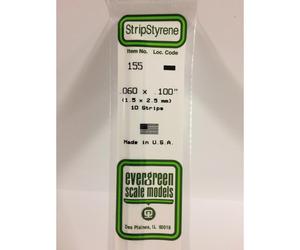 StripStyrene
Item No. Loc. Code
155
.060 x .100"
(1.5 x 2.5 mm)
10 Strips
Made in U.S.A.
evergreen
scale models
Des Plaines, IL 60018